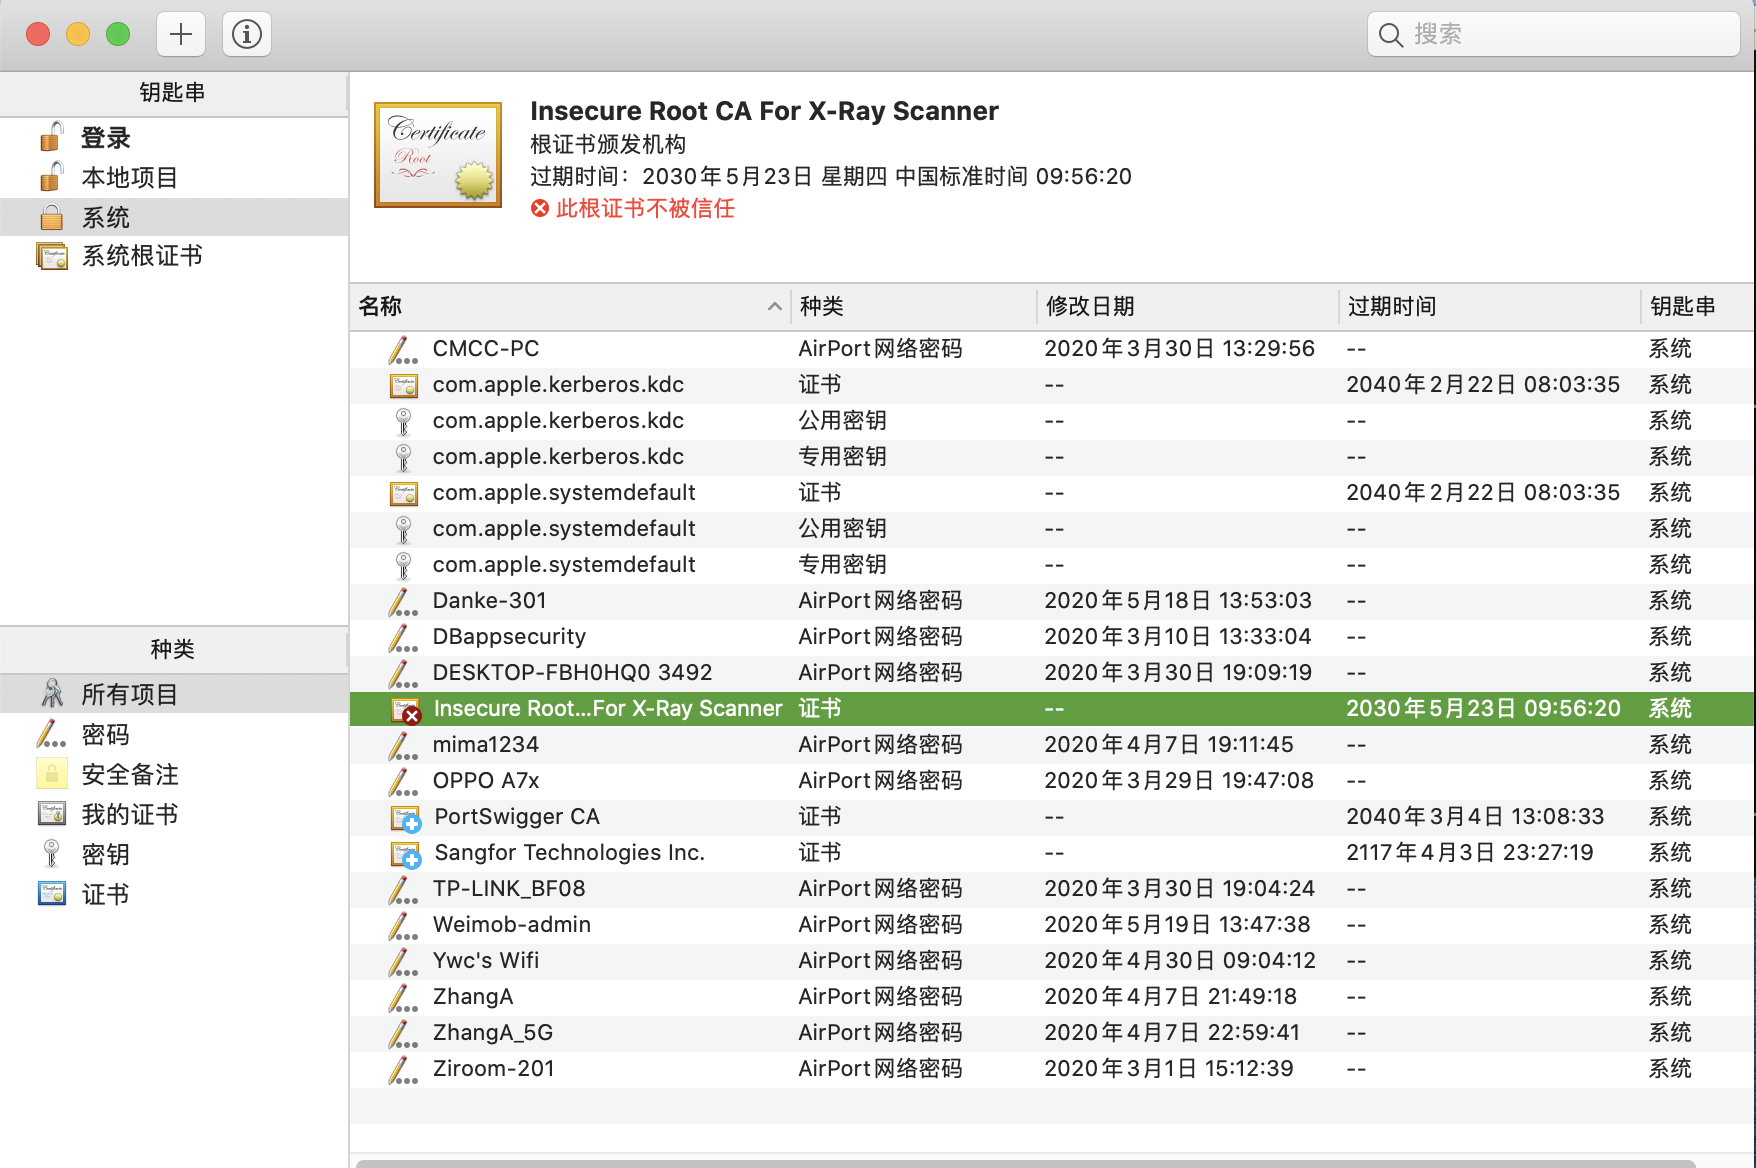 搜索
钥匙串
登录
本地项目
系统
系统根证书
种类
所有项目
密码
安全备注
我的证书
密钥
证书
Certificate
Root
Insecure Root CA For X-Ray Scanner
根证书颁发机构
过期时间：2030年5月23日 星期四 中国标准时间 09:56:20
此根证书不被信任
名称 种类 修改日期 过期时间 钥匙串
CMCC-PC AirPort网络密码 2020年3月30日 13:29:56 -- 系统
com.apple.kerberos.kdc 证书 -- 2040年2月22日 08:03:35 系统
com.apple.kerberos.kdc 公用密钥 -- -- 系统
com.apple.kerberos.kdc 专用密钥 -- -- 系统
com.apple.systemdefault 证书 -- 2040年2月22日 08:03:35 系统
com.apple.systemdefault 公用密钥 -- -- 系统
com.apple.systemdefault 专用密钥 -- -- 系统
Danke-301 AirPort网络密码 2020年5月18日 13:53:03 -- 系统
DBappsecurity AirPort网络密码 2020年3月10日 13:33:04 -- 系统
DESKTOP-FBH0HQ0 3492 AirPort网络密码 2020年3月30日 19:09:19 -- 系统
Insecure Root...For X-Ray Scanner 证书 -- 2030年5月23日 09:56:20 系统
mima1234 AirPort网络密码 2020年4月7日 19:11:45 -- 系统
OPPO A7x AirPort网络密码 2020年3月29日 19:47:08 -- 系统
PortSwigger CA 证书 -- 2040年3月4日 13:08:33 系统
Sangfor Technologies Inc. 证书 -- 2117年4月3日 23:27:19 系统
TP-LINK_BF08 AirPort网络密码 2020年3月30日 19:04:24 -- 系统
Weimob-admin AirPort网络密码 2020年5月19日 13:47:38 -- 系统
Ywc's Wifi AirPort网络密码 2020年4月30日 09:04:12 -- 系统
ZhangA AirPort网络密码 2020年4月7日 21:49:18 -- 系统
ZhangA_5G AirPort网络密码 2020年4月7日 22:59:41 -- 系统
Ziroom-201 AirPort网络密码 2020年3月1日 15:12:39 -- 系统